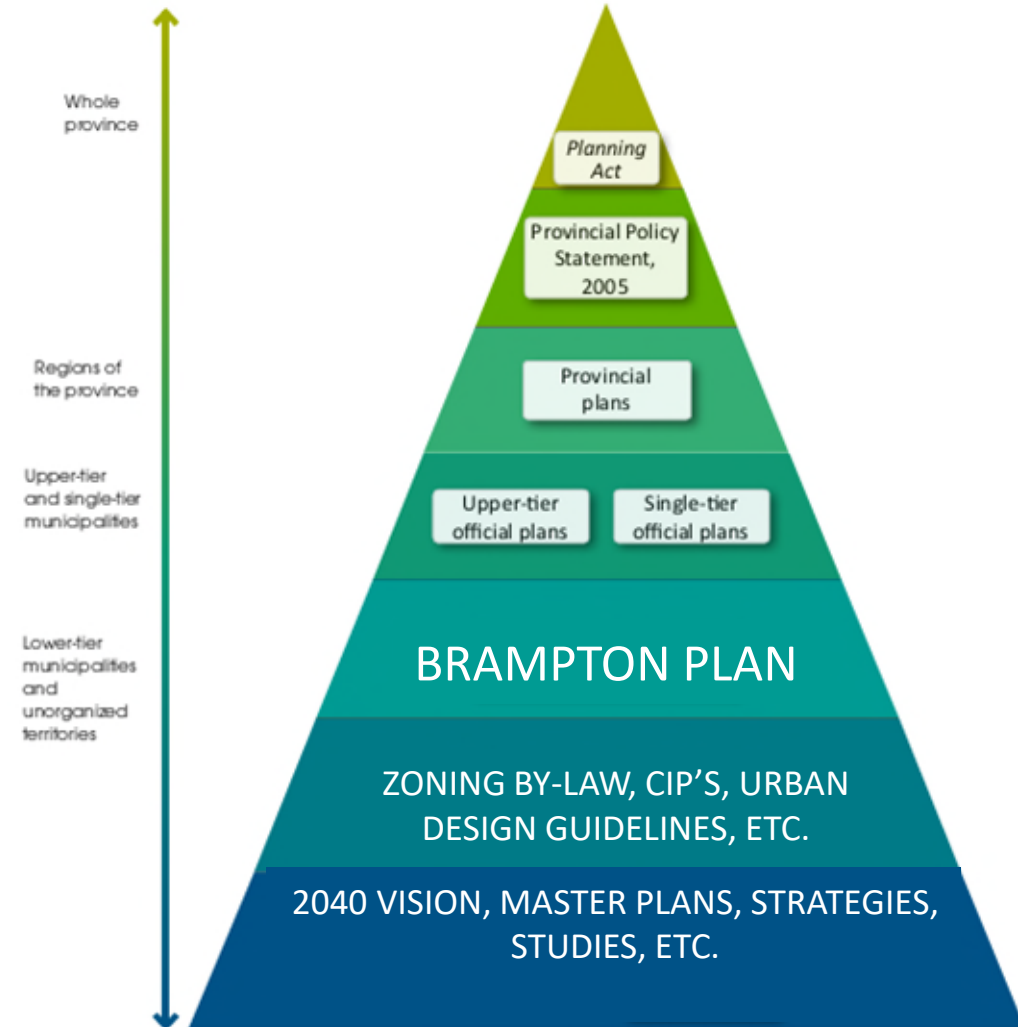 Whole
province
Planning
Act
Provincial Policy
Statement,
2005
Regions of
the province
Provincial
plans
Upper-tier
and single-tier
municipalities
Upper-tier
official plans
Single-tier
official plans
Lower-tier
municipalities
and
unorganized
territories
BRAMPTON PLAN
ZONING BY-LAW, CIP’S, URBAN
DESIGN GUIDELINES, ETC.
2040 VISION, MASTER PLANS, STRATEGIES,
STUDIES, ETC.